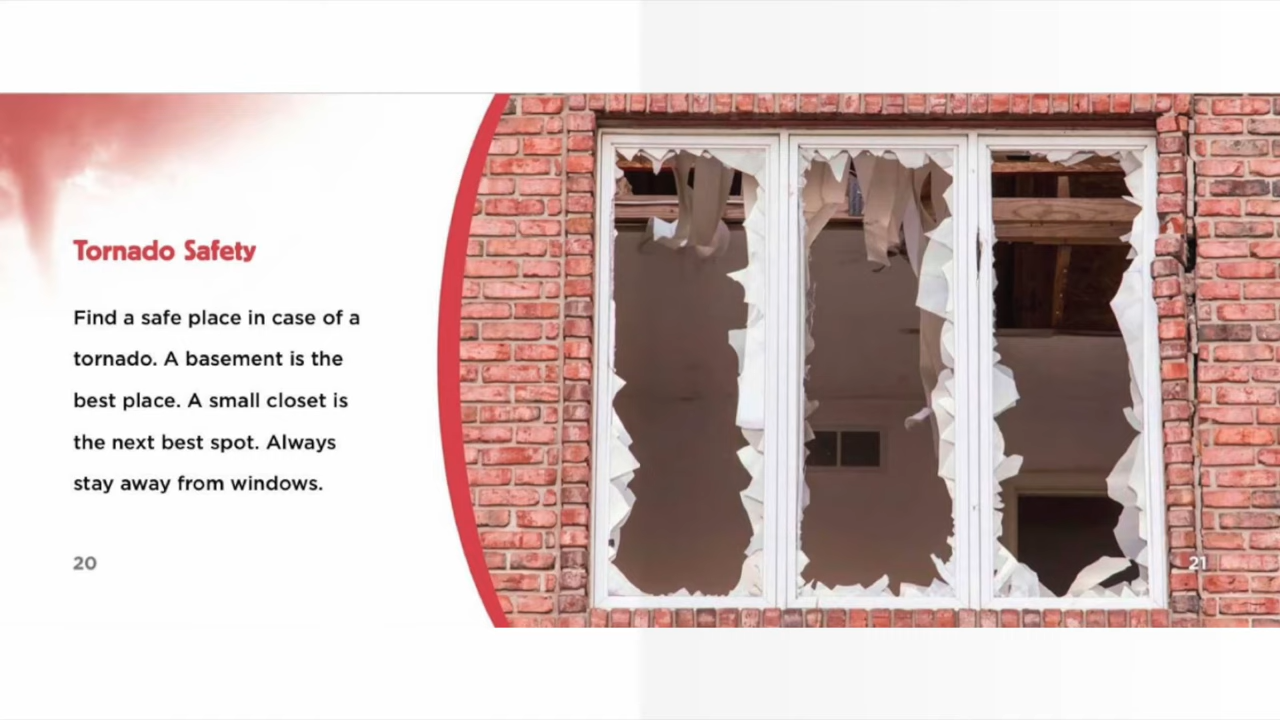 Tornado Safety
Find a safe place in case of a
tornado. A basement is the
best place. A small closet is
the next best spot. Always
stay away from windows.
20
21